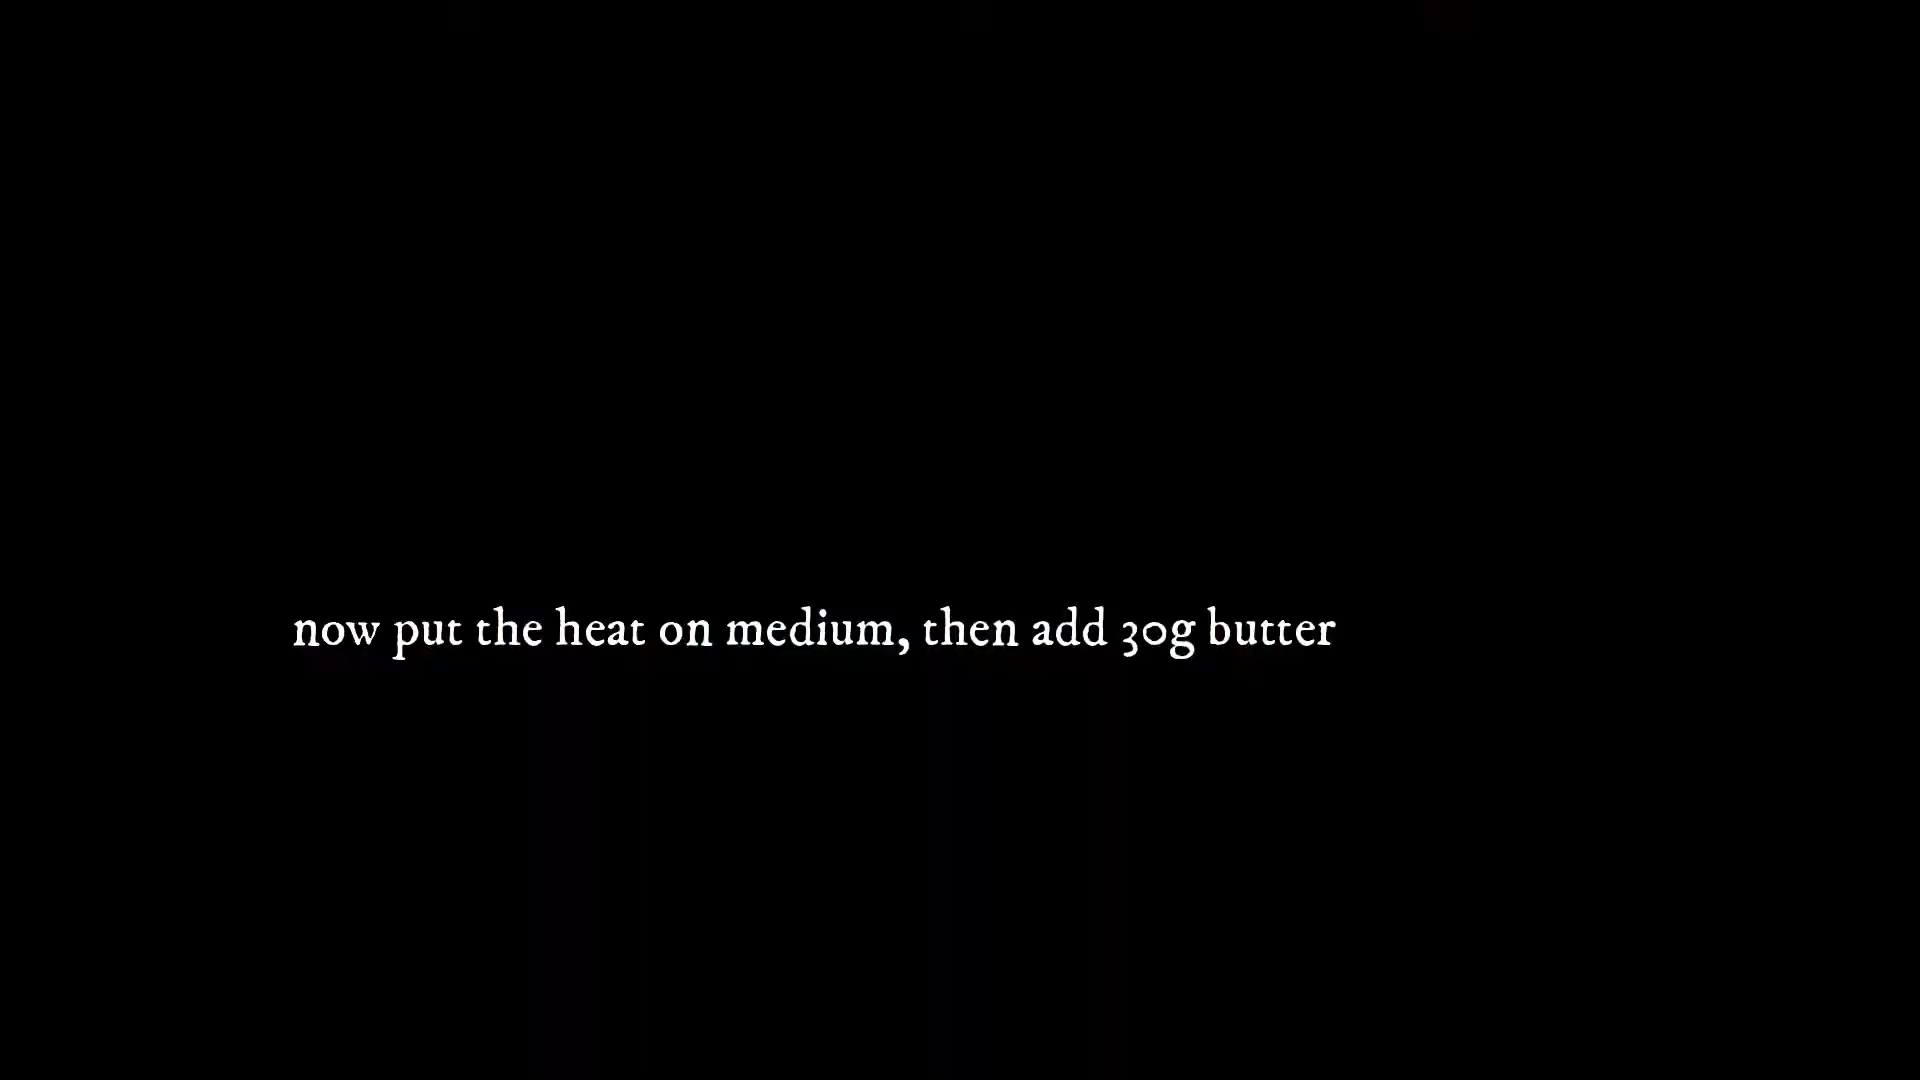 now put the heat on medium, then add 30g butter